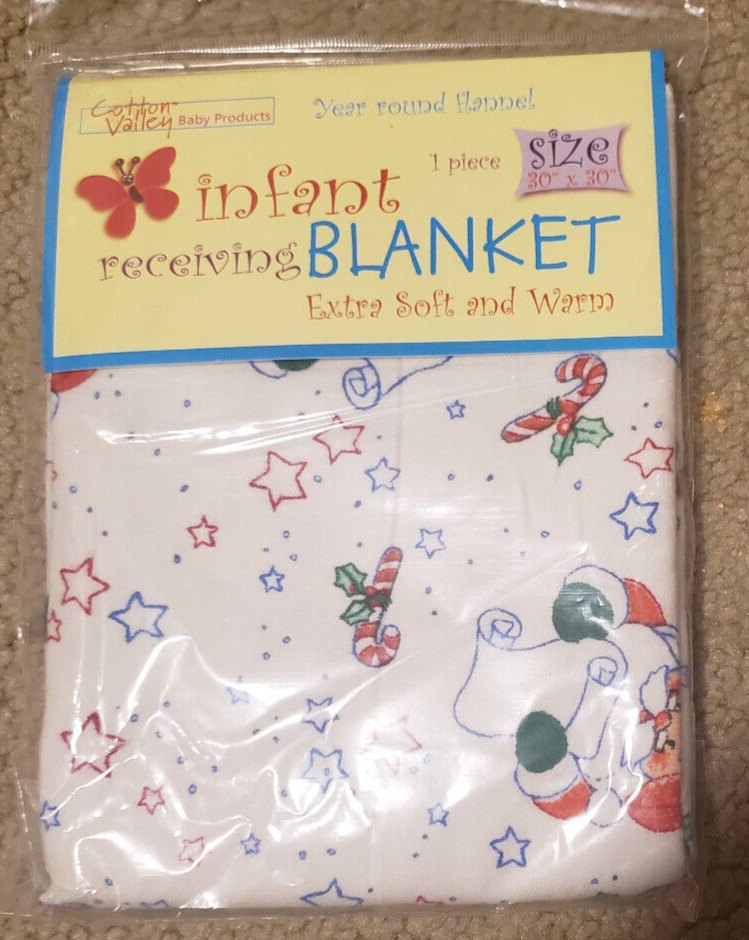 Cotton Valley Baby Products
Year round flannel
1 piece
SIZE
30" x 30"
infant
receiving BLANKET
Extra Soft and Warm